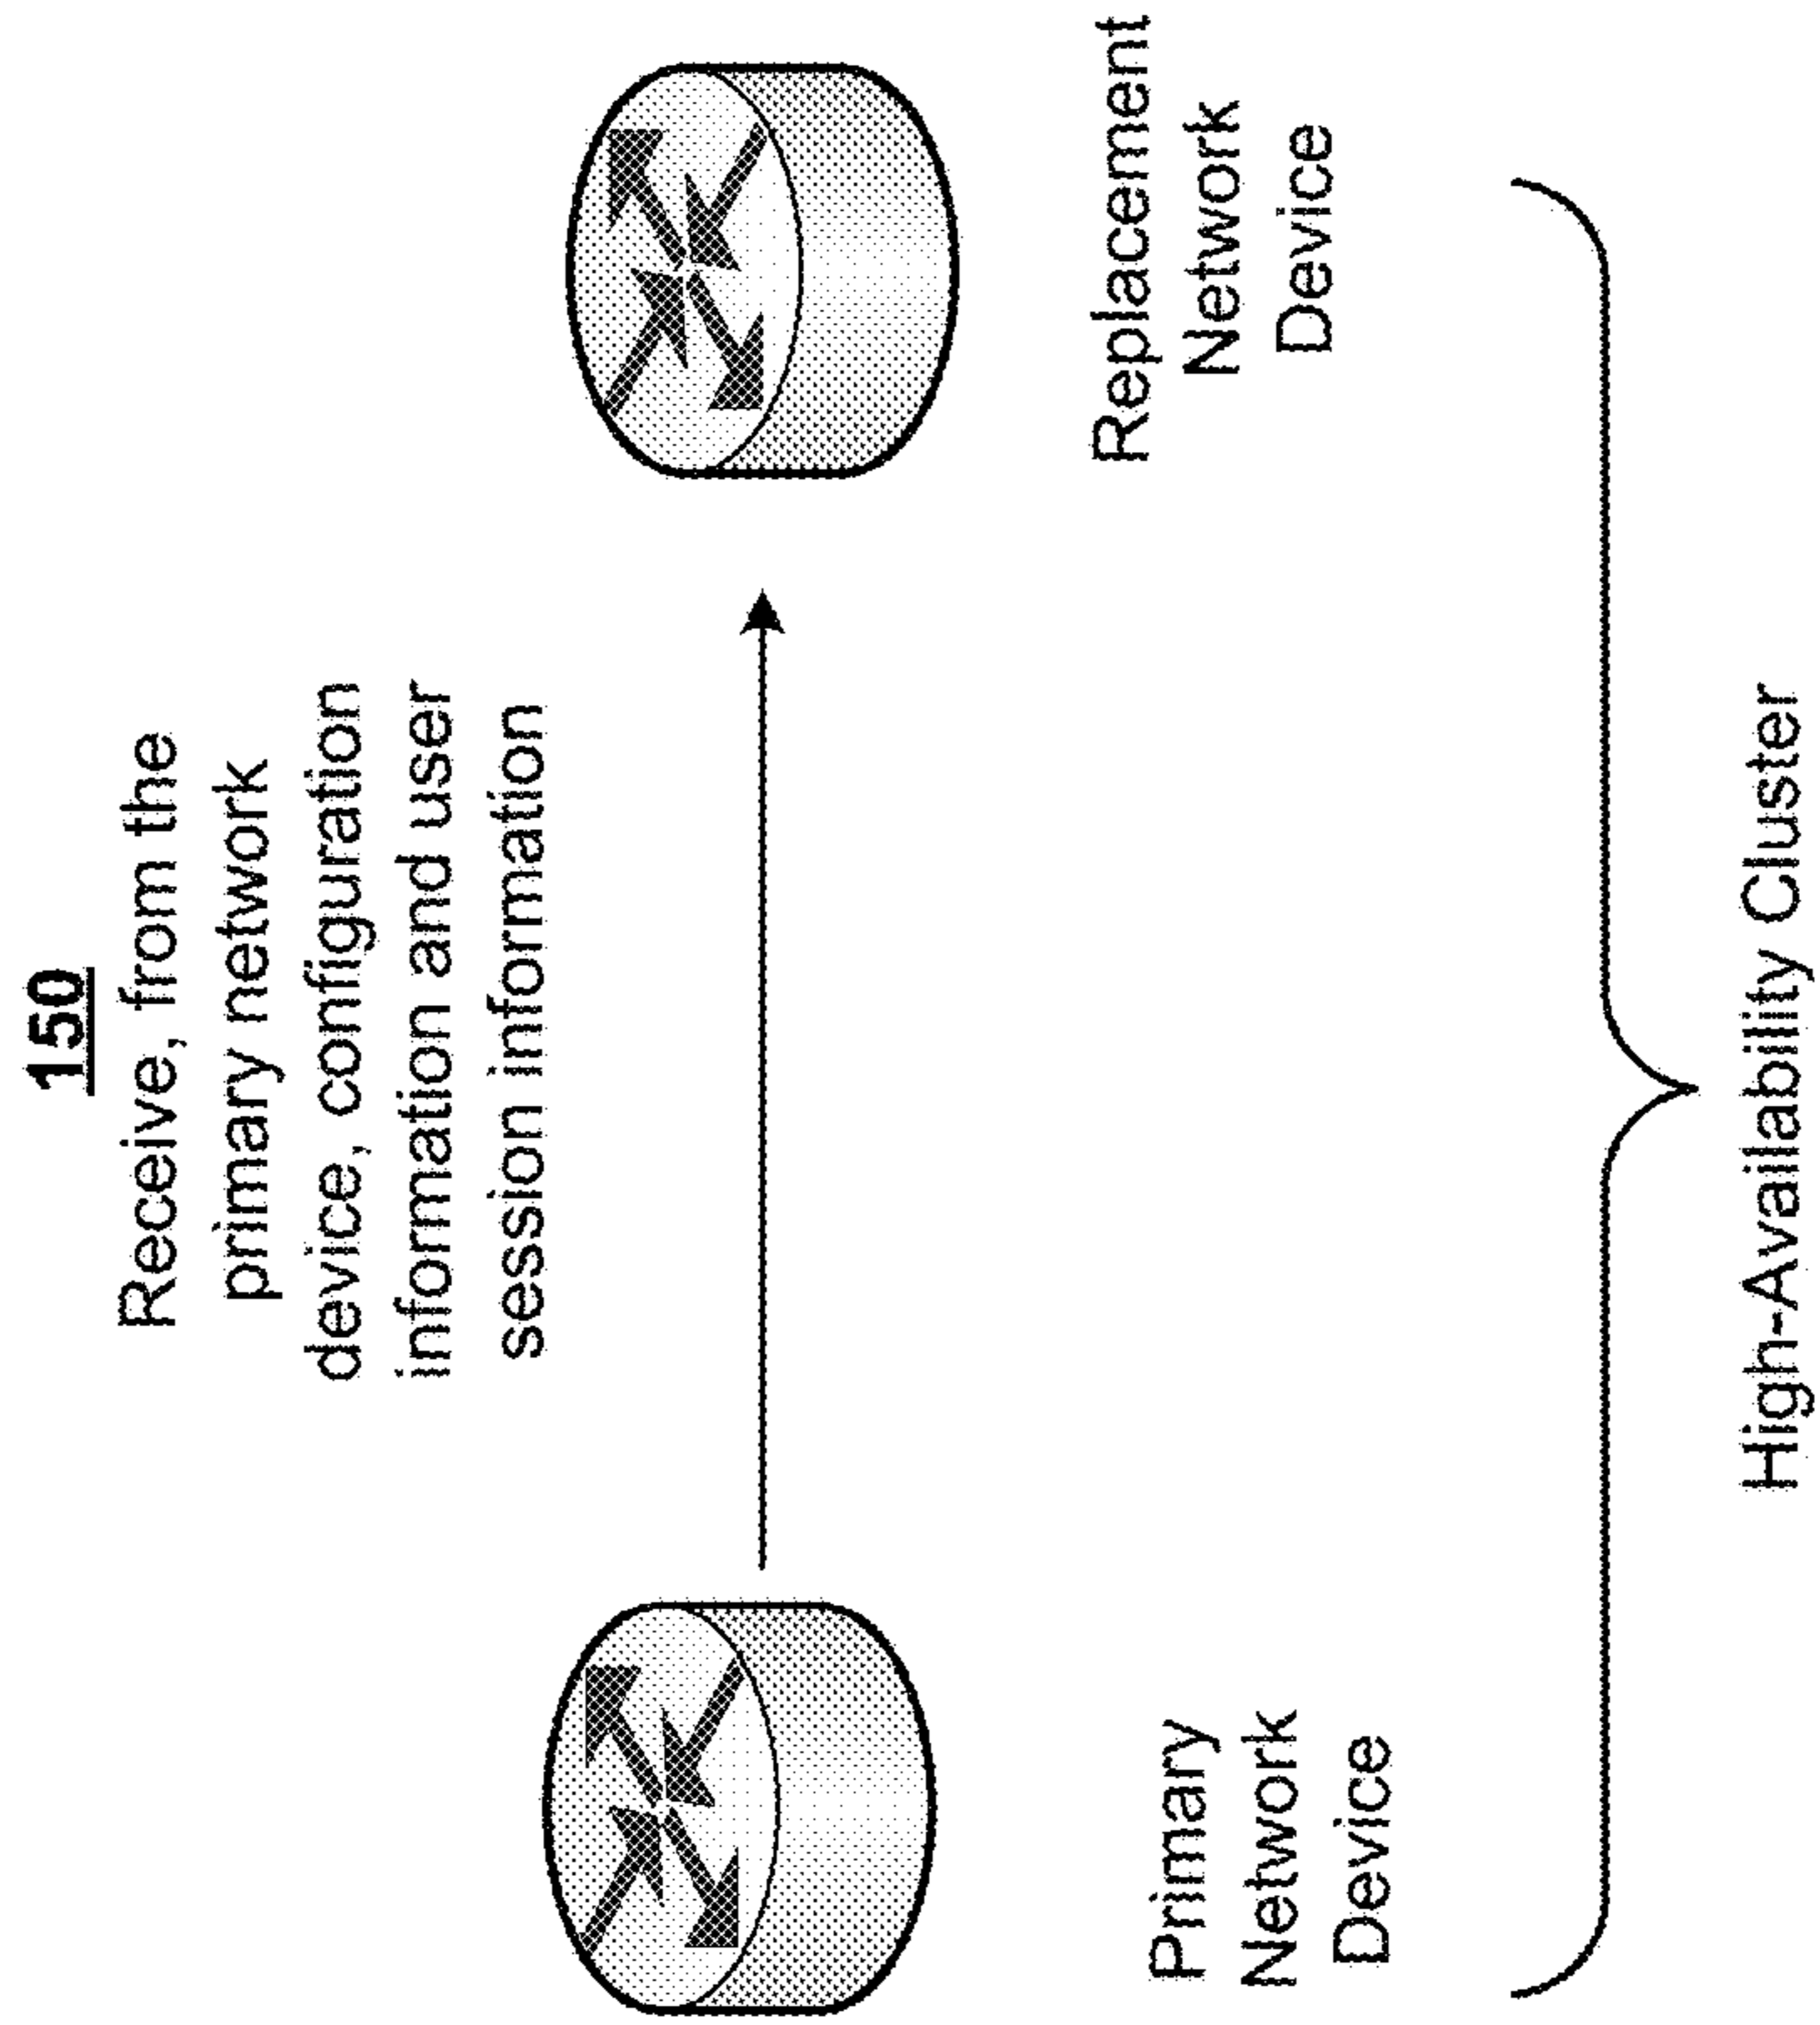 150
Receive, from the
primary network
device, configuration
information and user
session information
Primary
Network
Device
Replacement
Network
Device
High-Availability Cluster